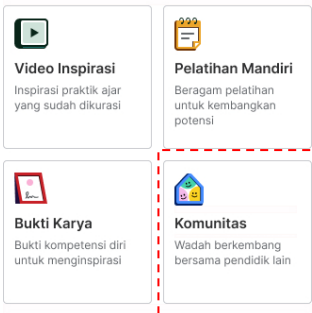 Video Inspirasi
Inspirasi praktik ajar
yang sudah dikurasi
Pelatihan Mandiri
Beragam pelatihan
untuk kembangkan
potensi
Bukti Karya
Bukti kompetensi diri
untuk menginspirasi
Komunitas
Wadah berkembang
bersama pendidik lain